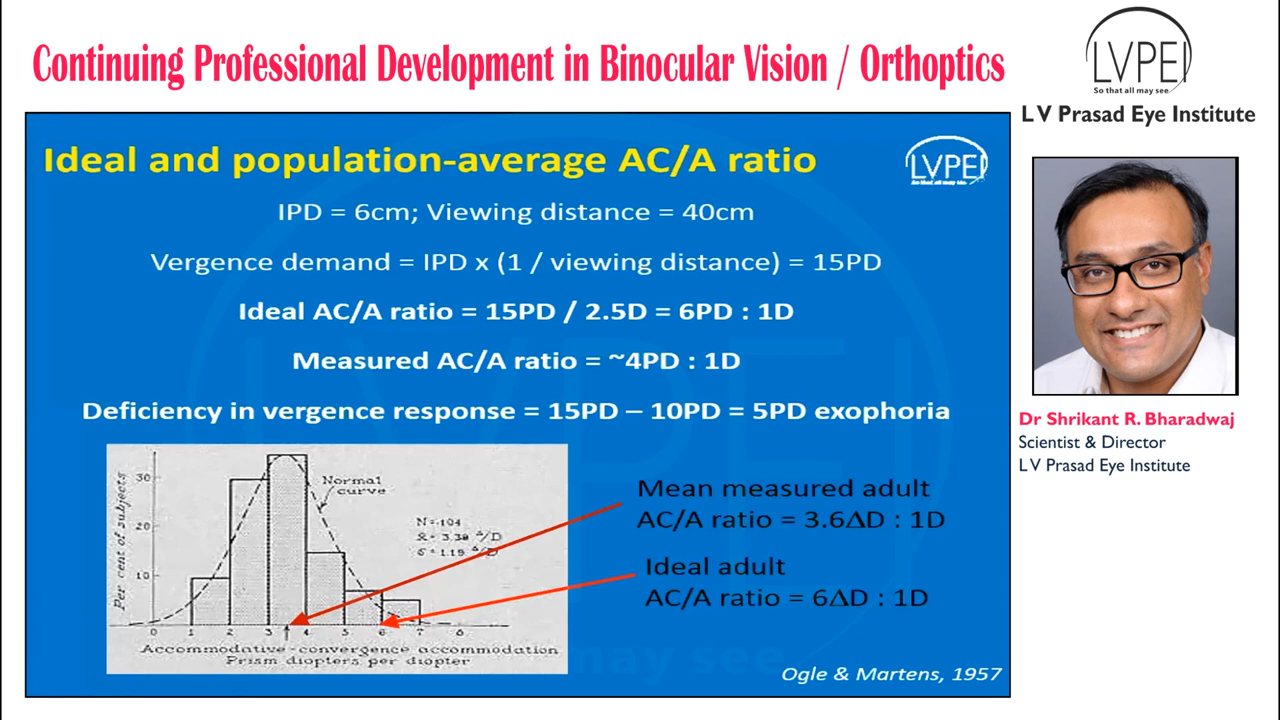 Continuing Professional Development in Binocular Vision / Orthoptics
LVPEI
So that all may see
L V Prasad Eye Institute
Ideal and population-average AC/A ratio
LVPEI
IPD = 6cm; Viewing distance = 40cm
Vergence demand = IPD x (1 / viewing distance) = 15PD
Ideal AC/A ratio = 15PD / 2.5D = 6PD : 1D
Measured AC/A ratio = ~4PD : 1D
Deficiency in vergence response = 15PD – 10PD = 5PD exophoria
Per cent of subjects
30
20
10
Normal
curve
N=104
0 1 2 3 4 5 6 7 8
Accommodative-convergence accommodation
Prism diopters per diopter
Mean measured adult
AC/A ratio = 3.6ΔD : 1D
Ideal adult
AC/A ratio = 6ΔD : 1D
may see
Ogle & Martens, 1957
Dr Shrikant R. Bharadwaj
Scientist & Director
L V Prasad Eye Institute